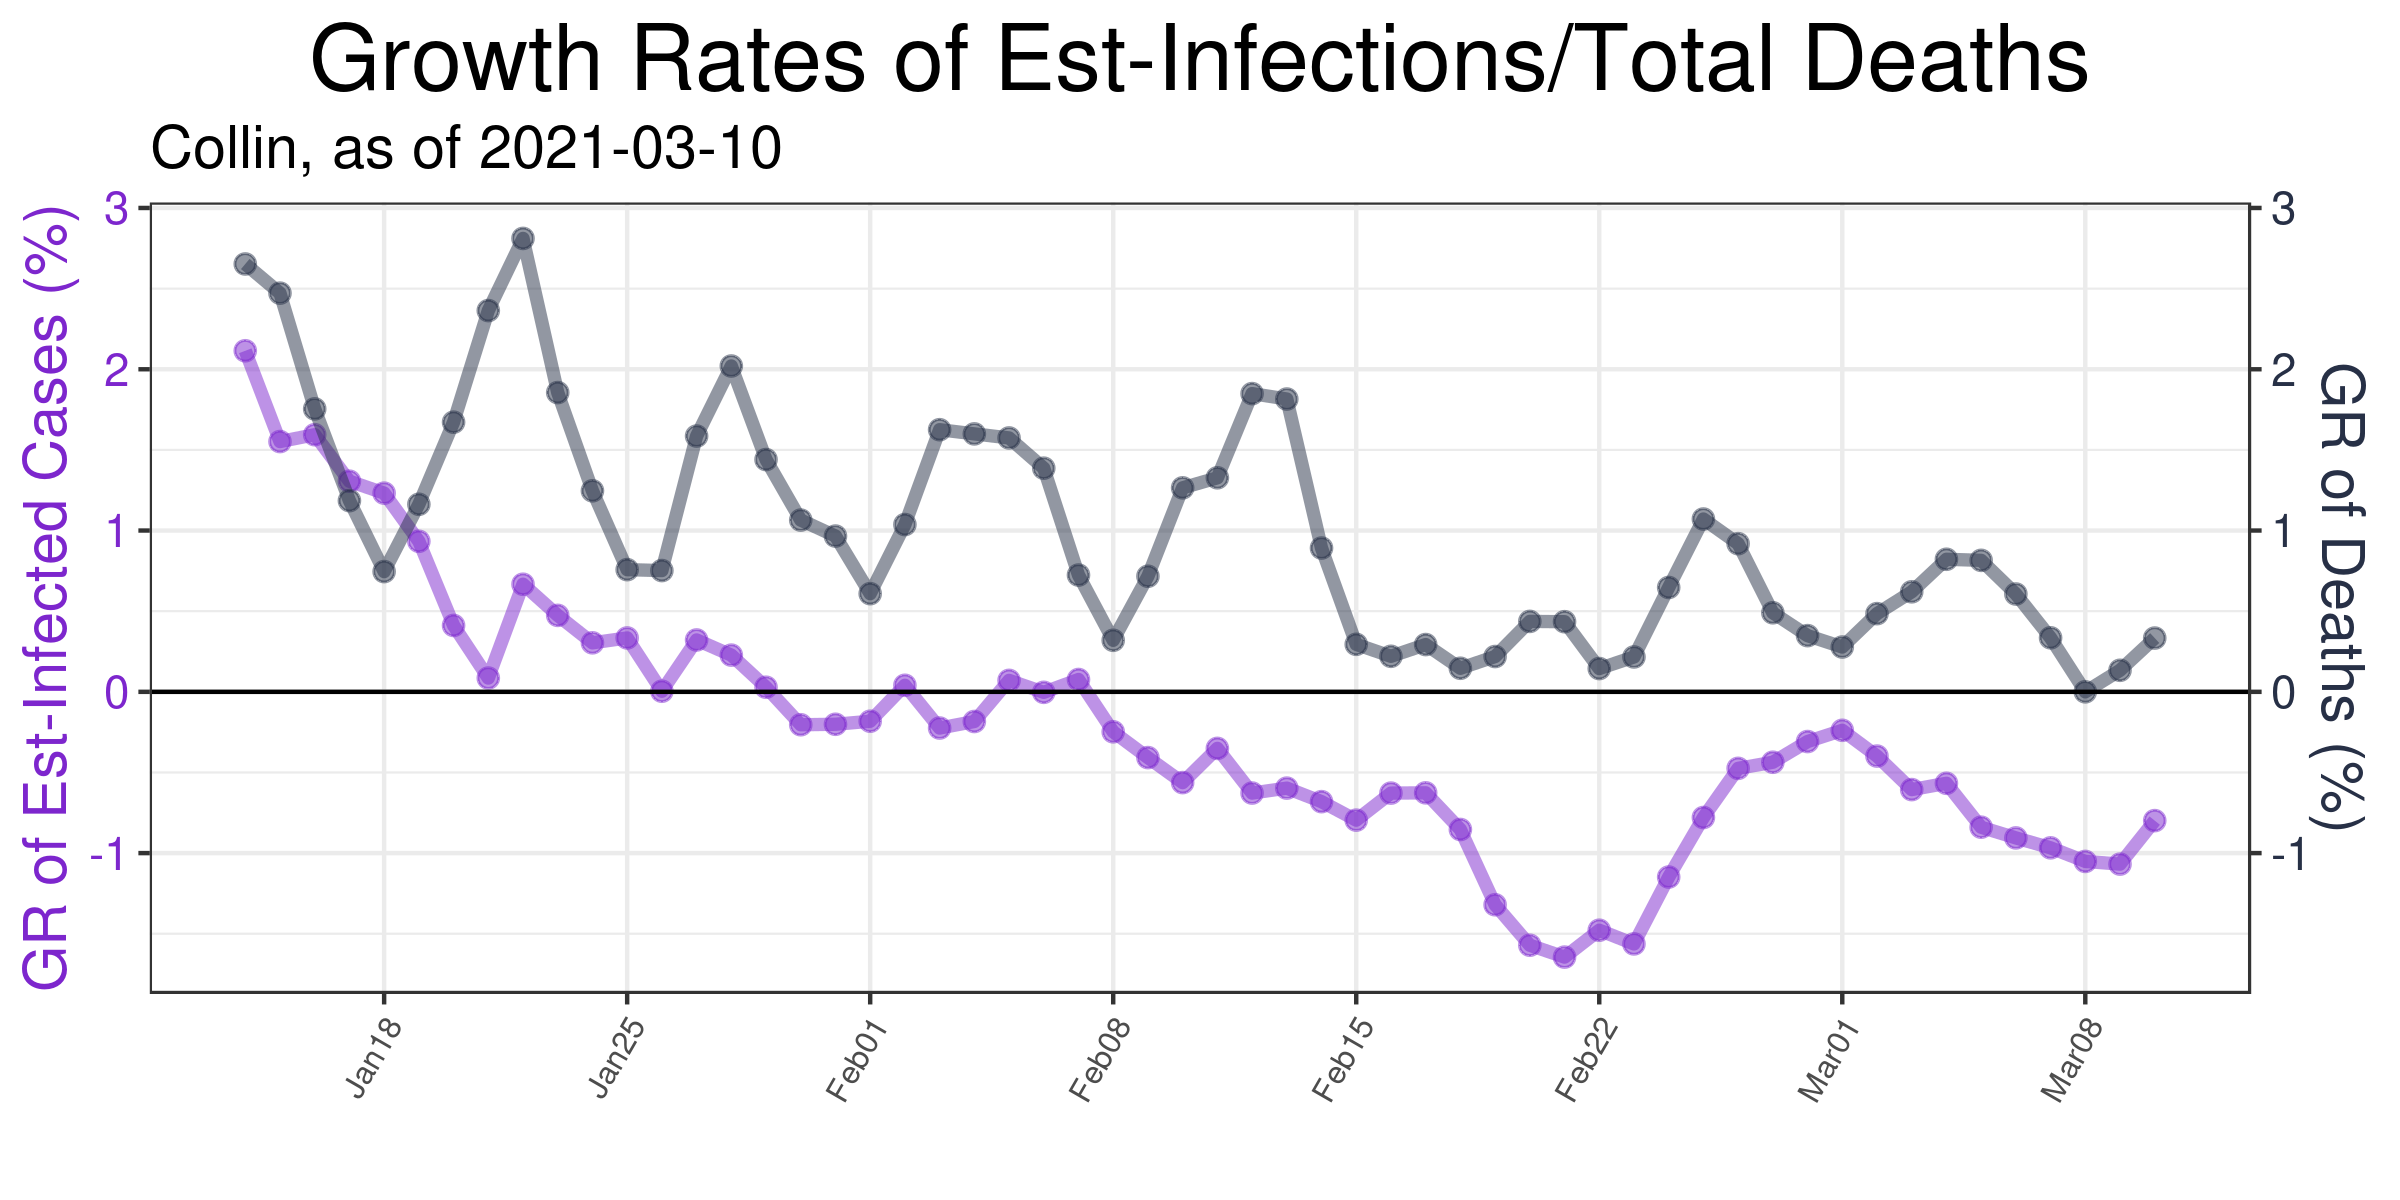 Growth Rates of Est-Infections/Total Deaths
Collin, as of 2021-03-10
GR of Est-Infected Cases (%)
3
2
1
0
-1
3
2
1
0
-1
GR of Deaths (%)
Jan18
Jan25
Feb01
Feb08
Feb15
Feb22
Mar01
Mar08